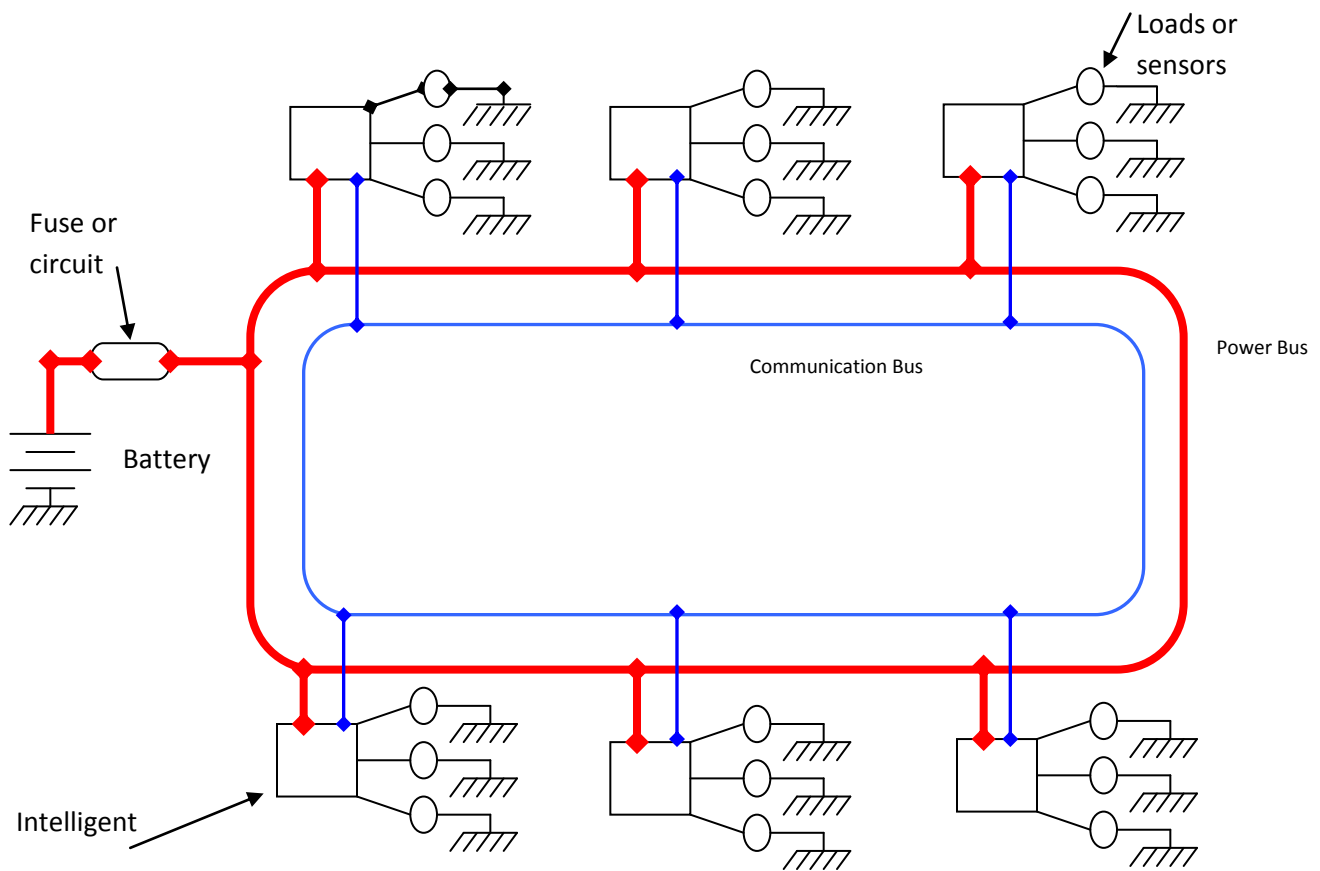 Loads or
sensors
Fuse or
circuit
Communication Bus
Power Bus
Battery
Intelligent